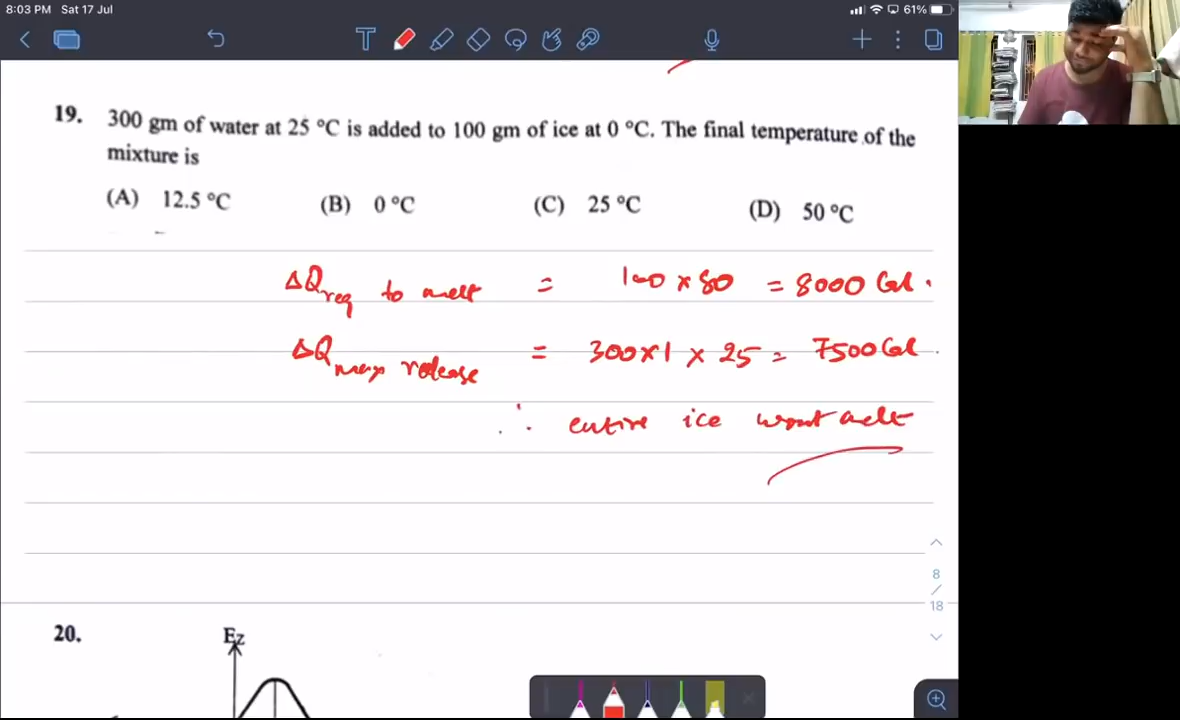 8:03 PM Sat 17 Jul
61%
19. 300 gm of water at 25 °C is added to 100 gm of ice at 0 °C. The final temperature of the
mixture is
(A) 12.5 °C (B) 0 °C (C) 25 °C (D) 50 °C
ΔQreq to melt = 100 × 80 = 8000 Cal.
ΔQmax release = 300×1 × 25 = 7500 Cal.
∴ entire ice wont melt
8
/
18
20. Ez